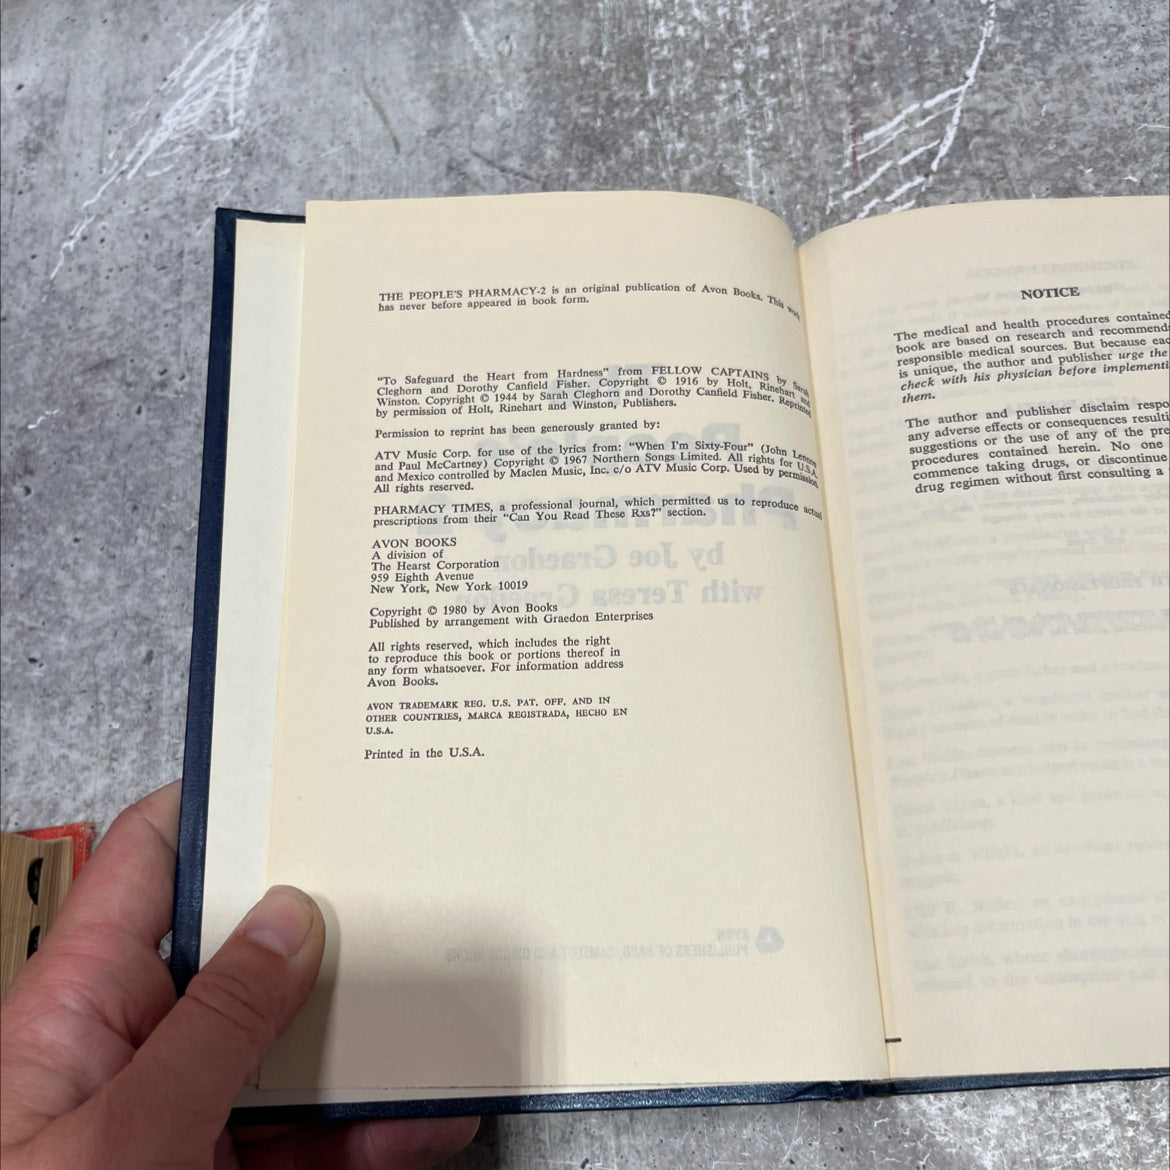 THE PEOPLE'S PHARMACY-2 is an original publication of Avon Books. This work
has never before appeared in book form.
"To Safeguard the Heart from Hardness" from FELLOW CAPTAINS by Sarah
Cleghorn and Dorothy Canfield Fisher. Copyright © 1916 by Holt, Rinehart and
Winston. Copyright © 1944 by Sarah Cleghorn and Dorothy Canfield Fisher. Reprinted
by permission of Holt, Rinehart and Winston, Publishers.
Permission to reprint has been generously granted by:
ATV Music Corp. for use of the lyrics from: "When I'm Sixty-Four" (John Lennon
and Paul McCartney) Copyright © 1967 Northern Songs Limited. All rights for U.S.A.
and Mexico controlled by Maclen Music, Inc. c/o ATV Music Corp. Used by permission.
All rights reserved.
PHARMACY TIMES, a professional journal, which permitted us to reproduce actual
prescriptions from their "Can You Read These Rxs?" section.
AVON BOOKS
A division of
The Hearst Corporation
959 Eighth Avenue
New York, New York 10019
Copyright © 1980 by Avon Books
Published by arrangement with Graedon Enterprises
All rights reserved, which includes the right
to reproduce this book or portions thereof in
any form whatsoever. For information address
Avon Books.
AVON TRADEMARK REG. U.S. PAT. OFF. AND IN
OTHER COUNTRIES, MARCA REGISTRADA, HECHO EN
U.S.A.
Printed in the U.S.A.
NOTICE
The medical and health procedures contained
book are based on research and recommend
responsible medical sources. But because eac
is unique, the author and publisher urge the
check with his physician before implementi
them.
The author and publisher disclaim respo
any adverse effects or consequences resulti
suggestions or the use of any of the pre
procedures contained herein. No one
commence taking drugs, or discontinue
drug regimen without first consulting a